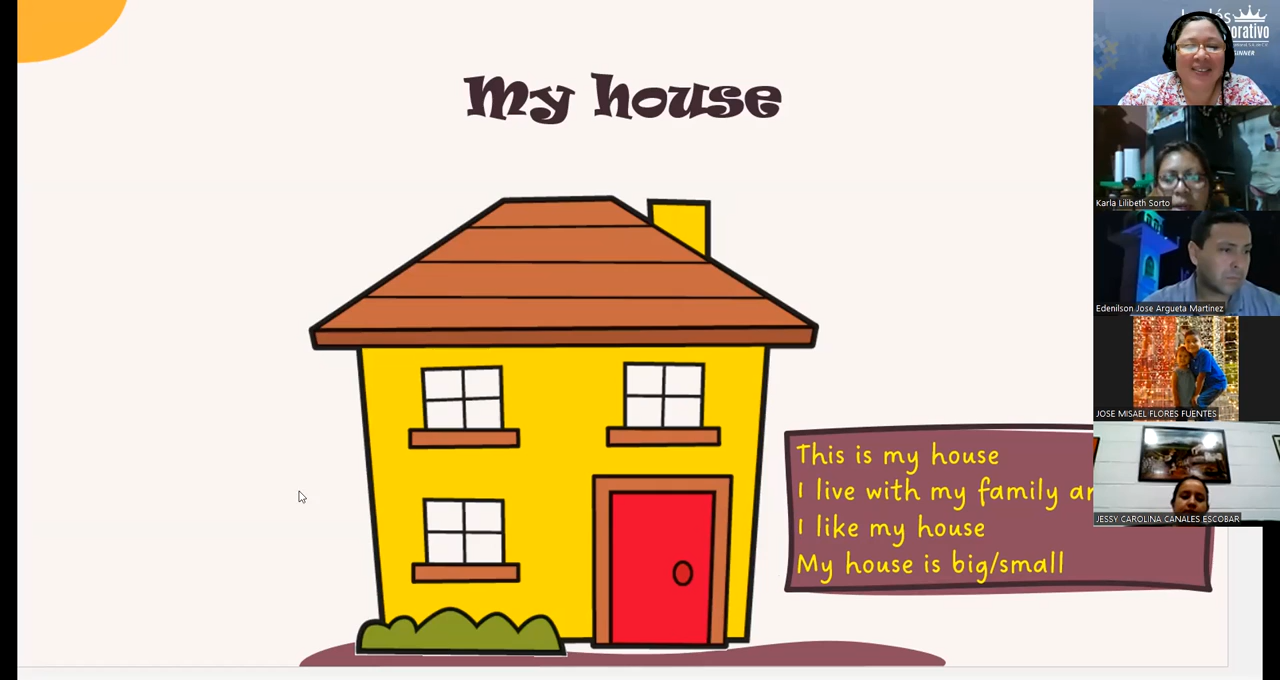 My house
This is my house
I live with my family
I like my house
My house is big/small
Karla Lilibeth Sorto
Edenilson Jose Argueta Martinez
JOSE MISAEL FLORES FUENTES
JESSY CAROLINA CANALES ESCOBAR